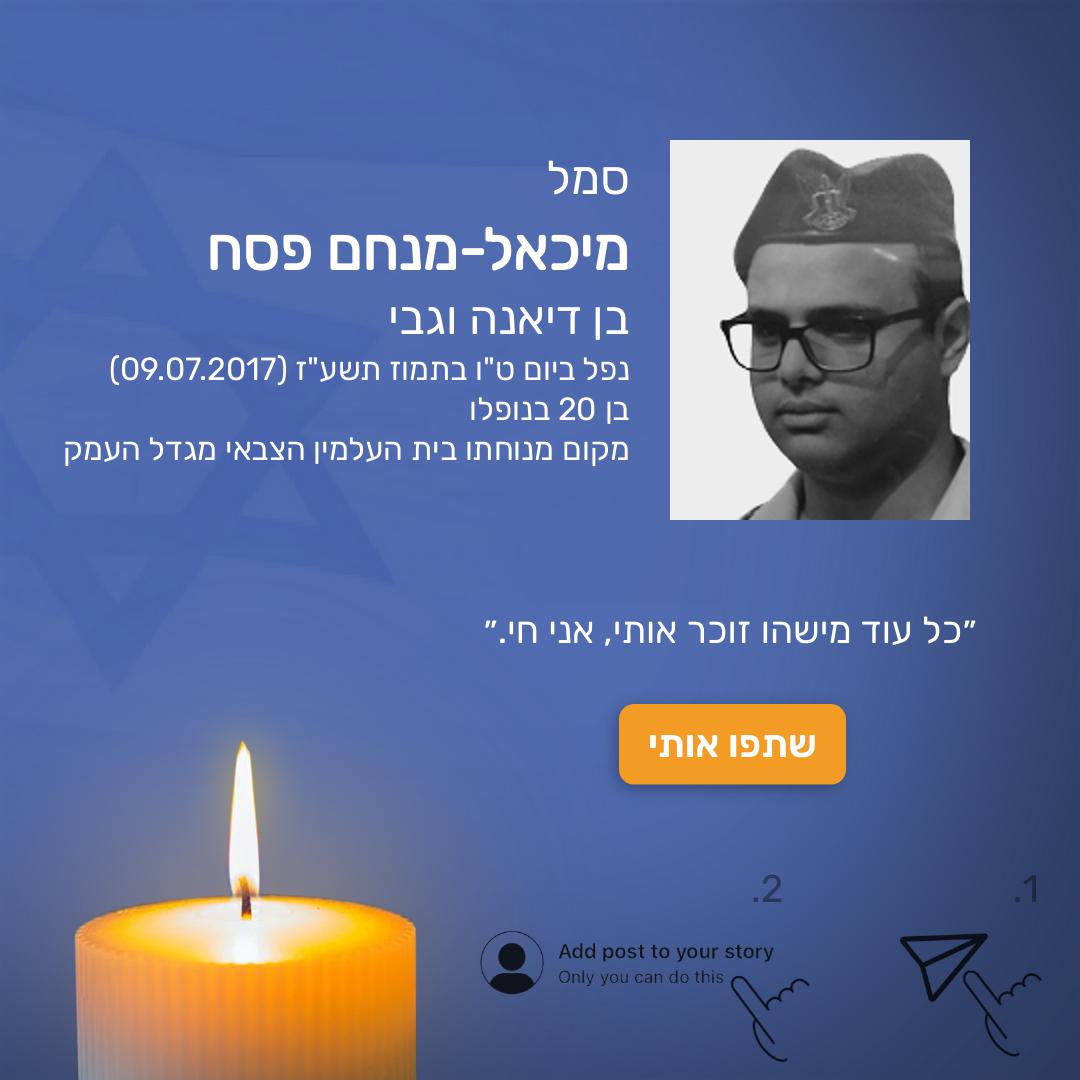 סמל
מיכאל-מנחם פסח
בן דיאנה וגבי
נפל ביום ט"ו בתמוז תשע"ז (09.07.2017)
בן 20 בנופלו
מקום מנוחתו בית העלמין הצבאי מגדל העמק
״כל עוד מישהו זוכר אותי, אני חי.״
שתפו אותי
.1
.2
Add post to your story
Only you can do this